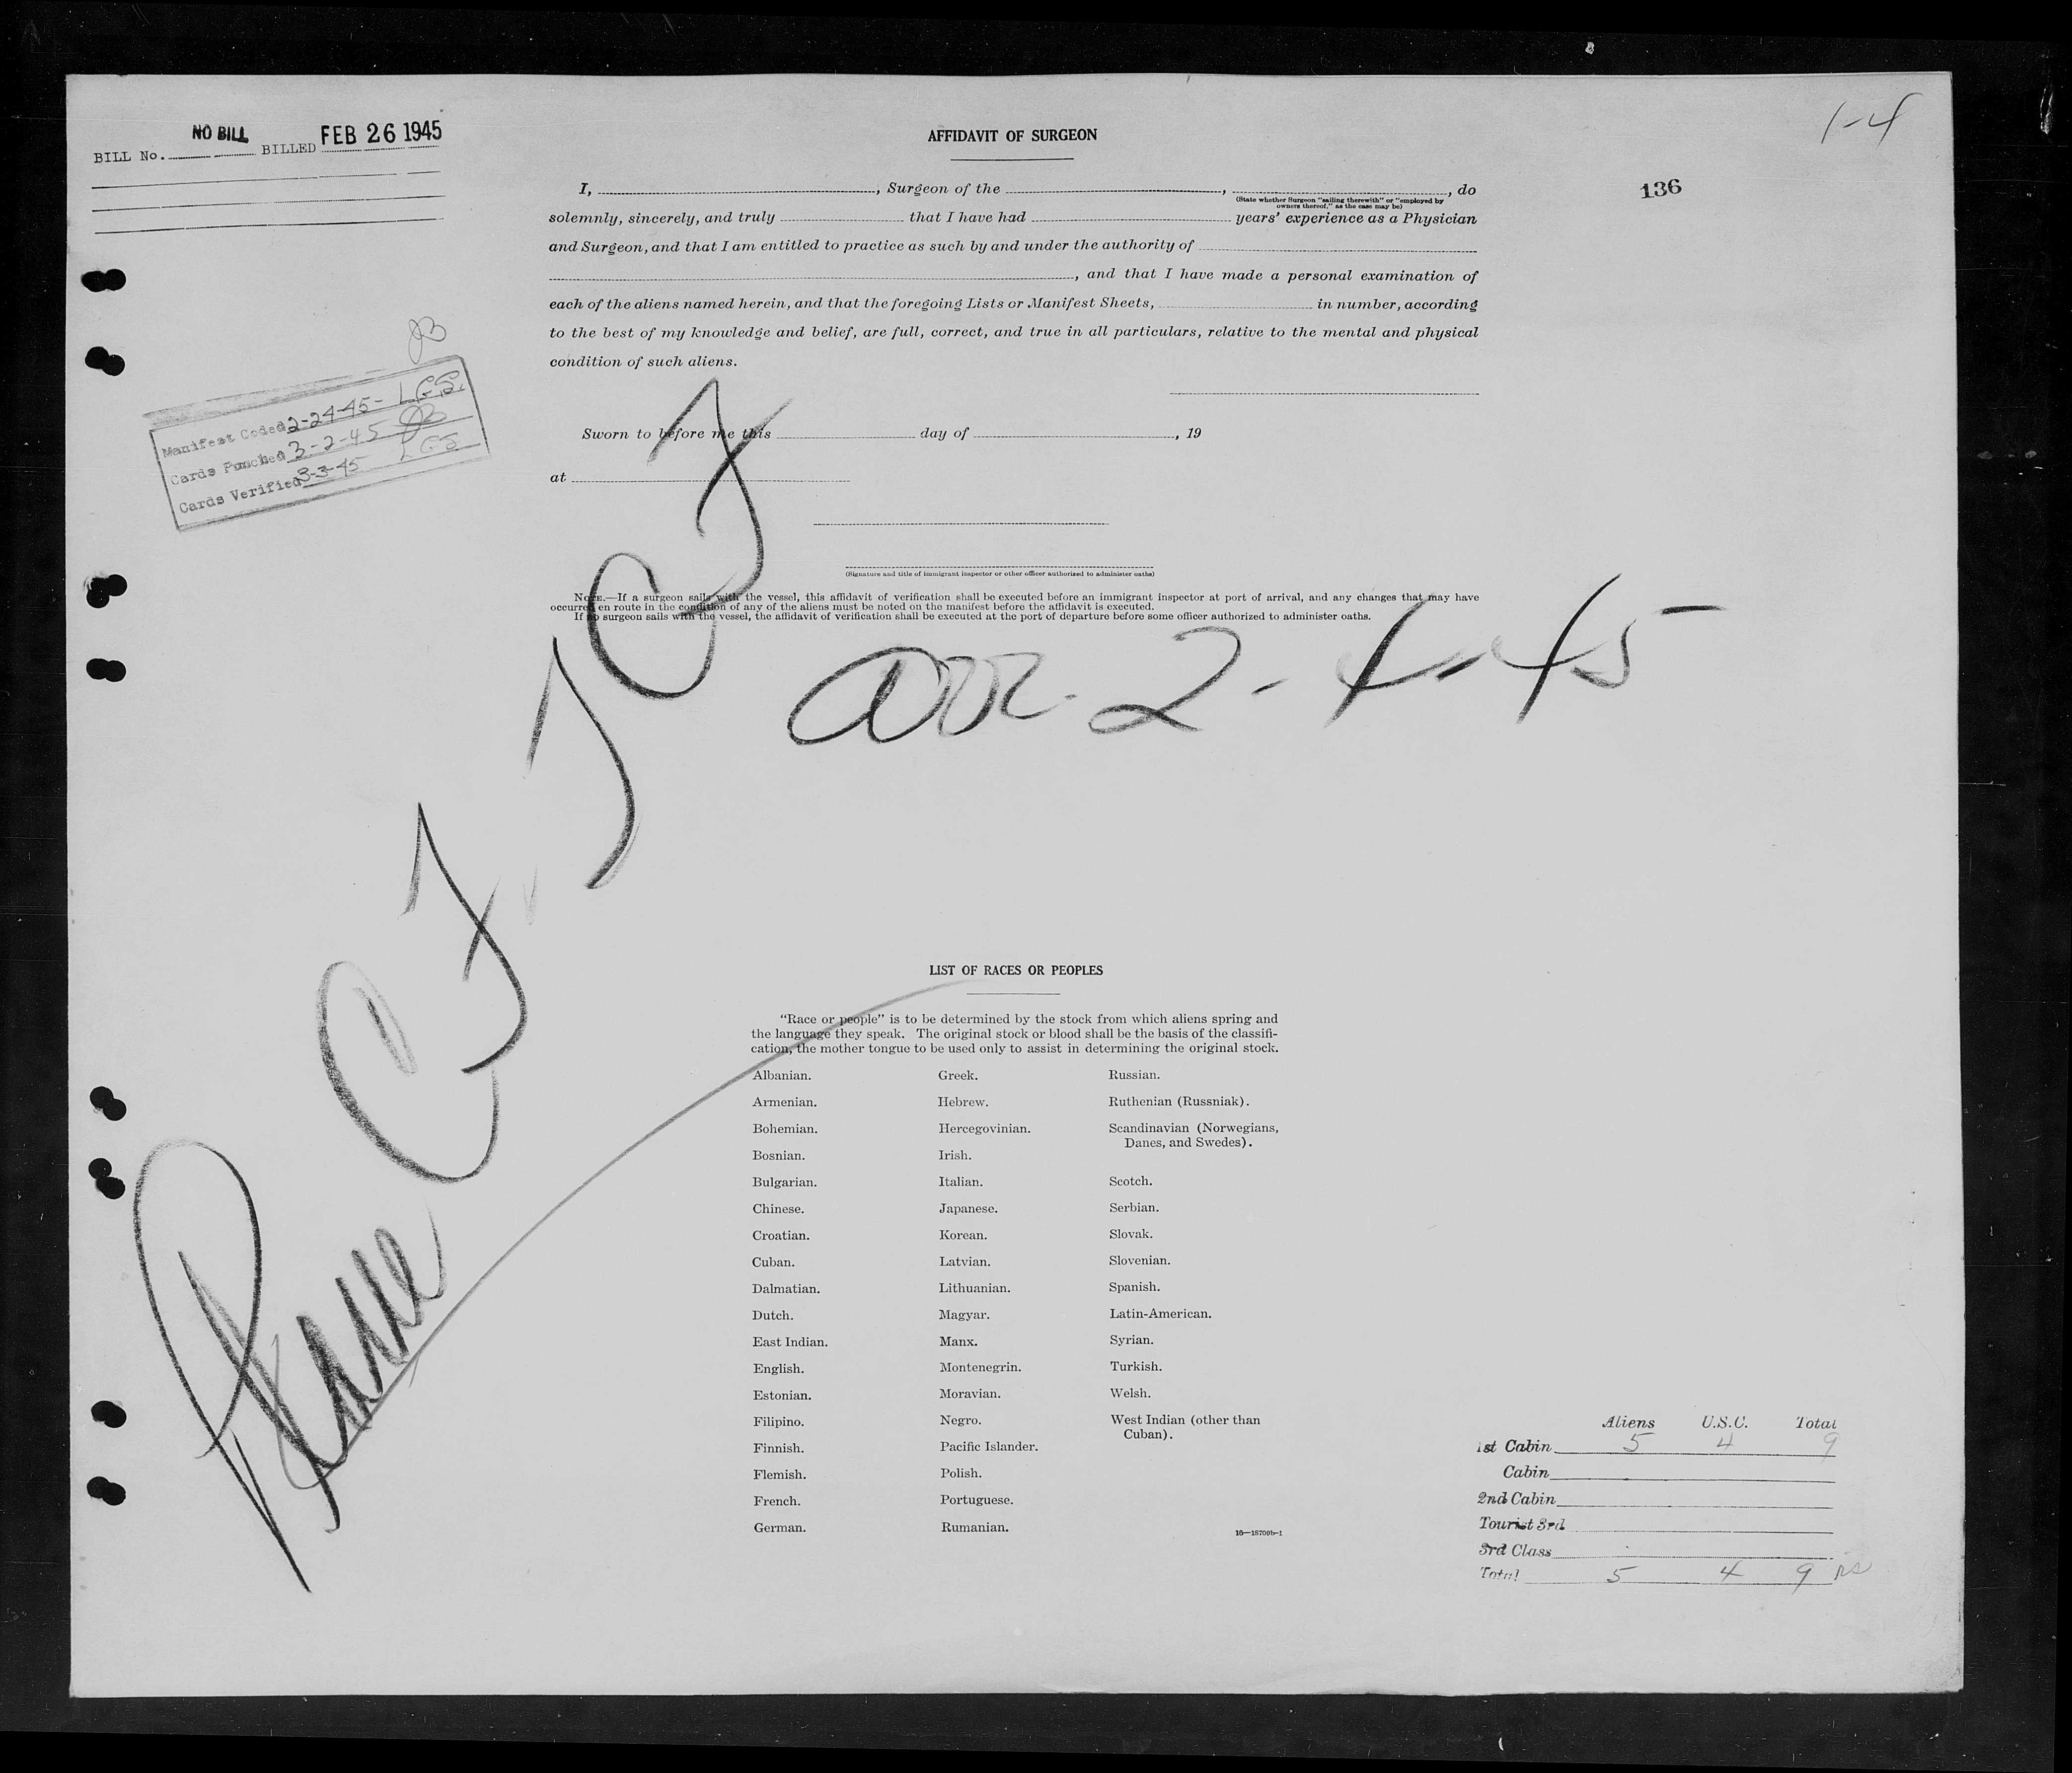 1-4
NO BILL FEB 26 1945
BILL No. BILLED
136
AFFIDAVIT OF SURGEON
I, , Surgeon of the , , do
(State whether Surgeon "sailing therewith" or "employed by
owners thereof," as the case may be)
solemnly, sincerely, and truly that I have had years' experience as a Physician
and Surgeon, and that I am entitled to practice as such by and under the authority of
, and that I have made a personal examination of
each of the aliens named herein, and that the foregoing Lists or Manifest Sheets, in number, according
to the best of my knowledge and belief, are full, correct, and true in all particulars, relative to the mental and physical
condition of such aliens.
Manifest Coded 2-24-45- LGS.
Cards Punched 3-2-45 JB
Cards Verified 3-3-45 LGS
Sworn to before me this day of , 19
at
(Signature and title of immigrant inspector or other officer authorized to administer oaths)
NOTE.—If a surgeon sails with the vessel, this affidavit of verification shall be executed before an immigrant inspector at port of arrival, and any changes that may have
occurred en route in the condition of any of the aliens must be noted on the manifest before the affidavit is executed.
If no surgeon sails with the vessel, the affidavit of verification shall be executed at the port of departure before some officer authorized to administer oaths.
arr. 2-4-45
LIST OF RACES OR PEOPLES
"Race or people" is to be determined by the stock from which aliens spring and
the language they speak. The original stock or blood shall be the basis of the classifi-
cation, the mother tongue to be used only to assist in determining the original stock.
Albanian.
Armenian.
Bohemian.
Bosnian.
Bulgarian.
Chinese.
Croatian.
Cuban.
Dalmatian.
Dutch.
East Indian.
English.
Estonian.
Filipino.
Finnish.
Flemish.
French.
German.
Greek.
Hebrew.
Hercegovinian.
Irish.
Italian.
Japanese.
Korean.
Latvian.
Lithuanian.
Magyar.
Manx.
Montenegrin.
Moravian.
Negro.
Pacific Islander.
Polish.
Portuguese.
Rumanian.
Russian.
Ruthenian (Russniak).
Scandinavian (Norwegians,
Danes, and Swedes).
Scotch.
Serbian.
Slovak.
Slovenian.
Spanish.
Latin-American.
Syrian.
Turkish.
Welsh.
West Indian (other than
Cuban).
16—18709b-1
Aliens U.S.C. Total
1st Cabin 5 4 9
Cabin
2nd Cabin
Tourist 3rd
3rd Class
Total 5 4 9